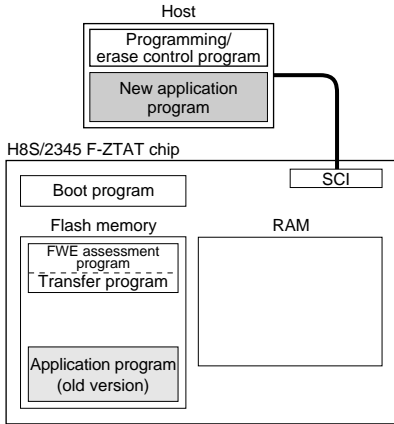 Host
Programming/
erase control program
New application
program
H8S/2345 F-ZTAT chip
SCI
Boot program
Flash memory
RAM
FWE assessment
program
Transfer program
Application program
(old version)